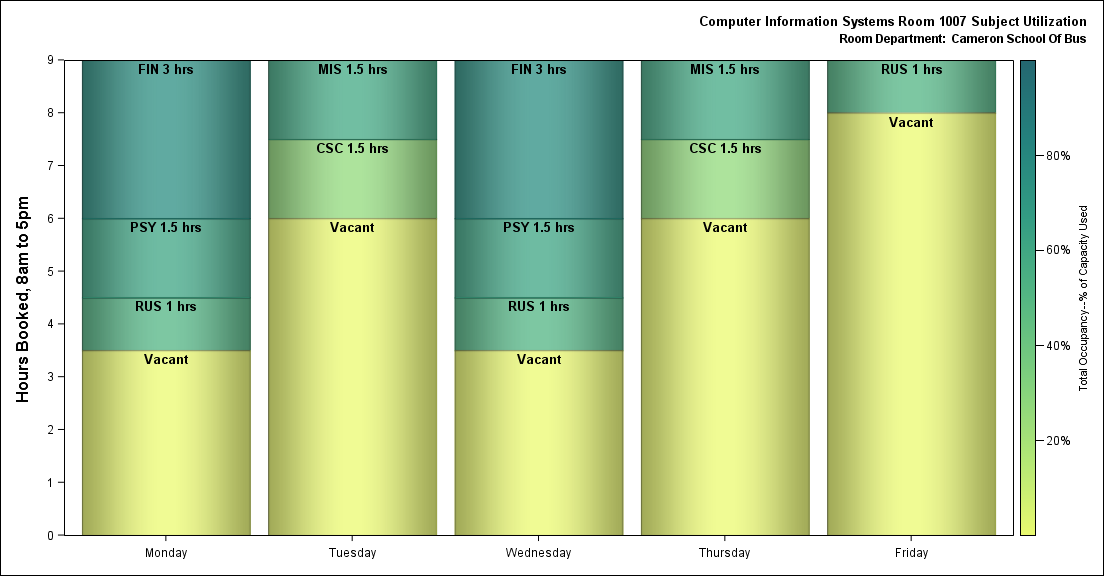 Computer Information Systems Room 1007 Subject Utilization
Room Department: Cameron School Of Bus
Hours Booked, 8am to 5pm
9
8
7
6
5
4
3
2
1
0
FIN 3 hrs
PSY 1.5 hrs
RUS 1 hrs
Vacant
MIS 1.5 hrs
CSC 1.5 hrs
Vacant
FIN 3 hrs
PSY 1.5 hrs
RUS 1 hrs
Vacant
MIS 1.5 hrs
CSC 1.5 hrs
Vacant
RUS 1 hrs
Vacant
Monday
Tuesday
Wednesday
Thursday
Friday
80%
60%
40%
20%
Total Occupancy--% of Capacity Used